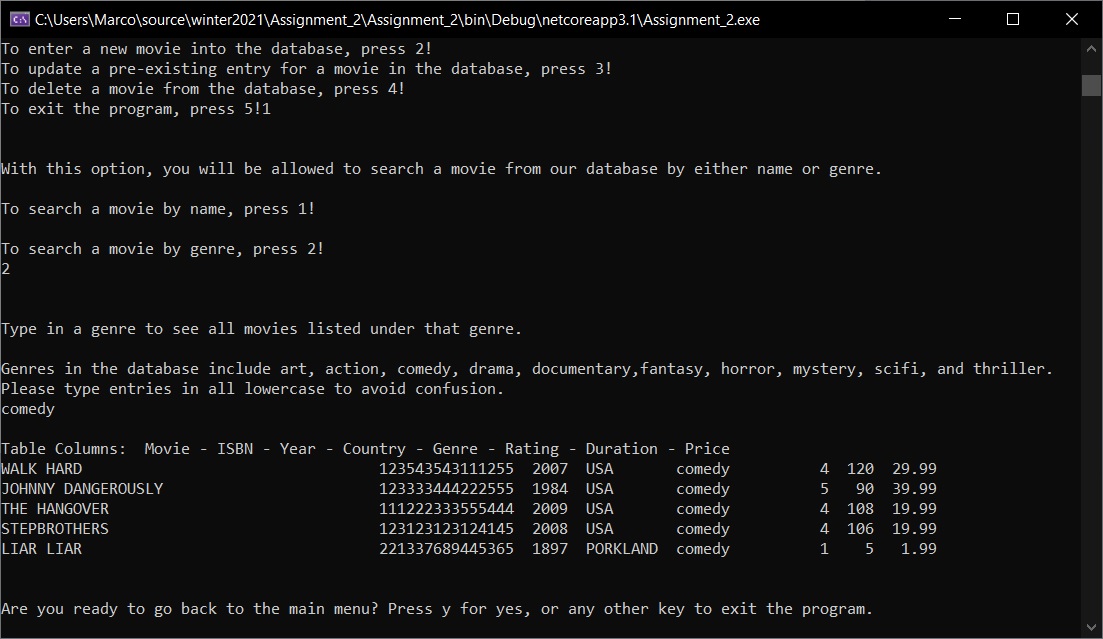 C:\Users\Marco\source\winter2021\Assignment_2\Assignment_2\bin\Debug\netcoreapp3.1\Assignment_2.exe
To enter a new movie into the database, press 2!
To update a pre-existing entry for a movie in the database, press 3!
To delete a movie from the database, press 4!
To exit the program, press 5!1
With this option, you will be allowed to search a movie from our database by either name or genre.
To search a movie by name, press 1!
To search a movie by genre, press 2!
2
Type in a genre to see all movies listed under that genre.
Genres in the database include art, action, comedy, drama, documentary,fantasy, horror, mystery, scifi, and thriller.
Please type entries in all lowercase to avoid confusion.
comedy
Table Columns:  Movie - ISBN - Year - Country - Genre - Rating - Duration - Price
WALK HARD 123543543111255 2007 USA comedy 4 120 29.99
JOHNNY DANGEROUSLY 123333444222555 1984 USA comedy 5 90 39.99
THE HANGOVER 111222333555444 2009 USA comedy 4 108 19.99
STEPBROTHERS 123123123124145 2008 USA comedy 4 106 19.99
LIAR LIAR 221337689445365 1897 PORKLAND comedy 1 5 1.99
Are you ready to go back to the main menu? Press y for yes, or any other key to exit the program.